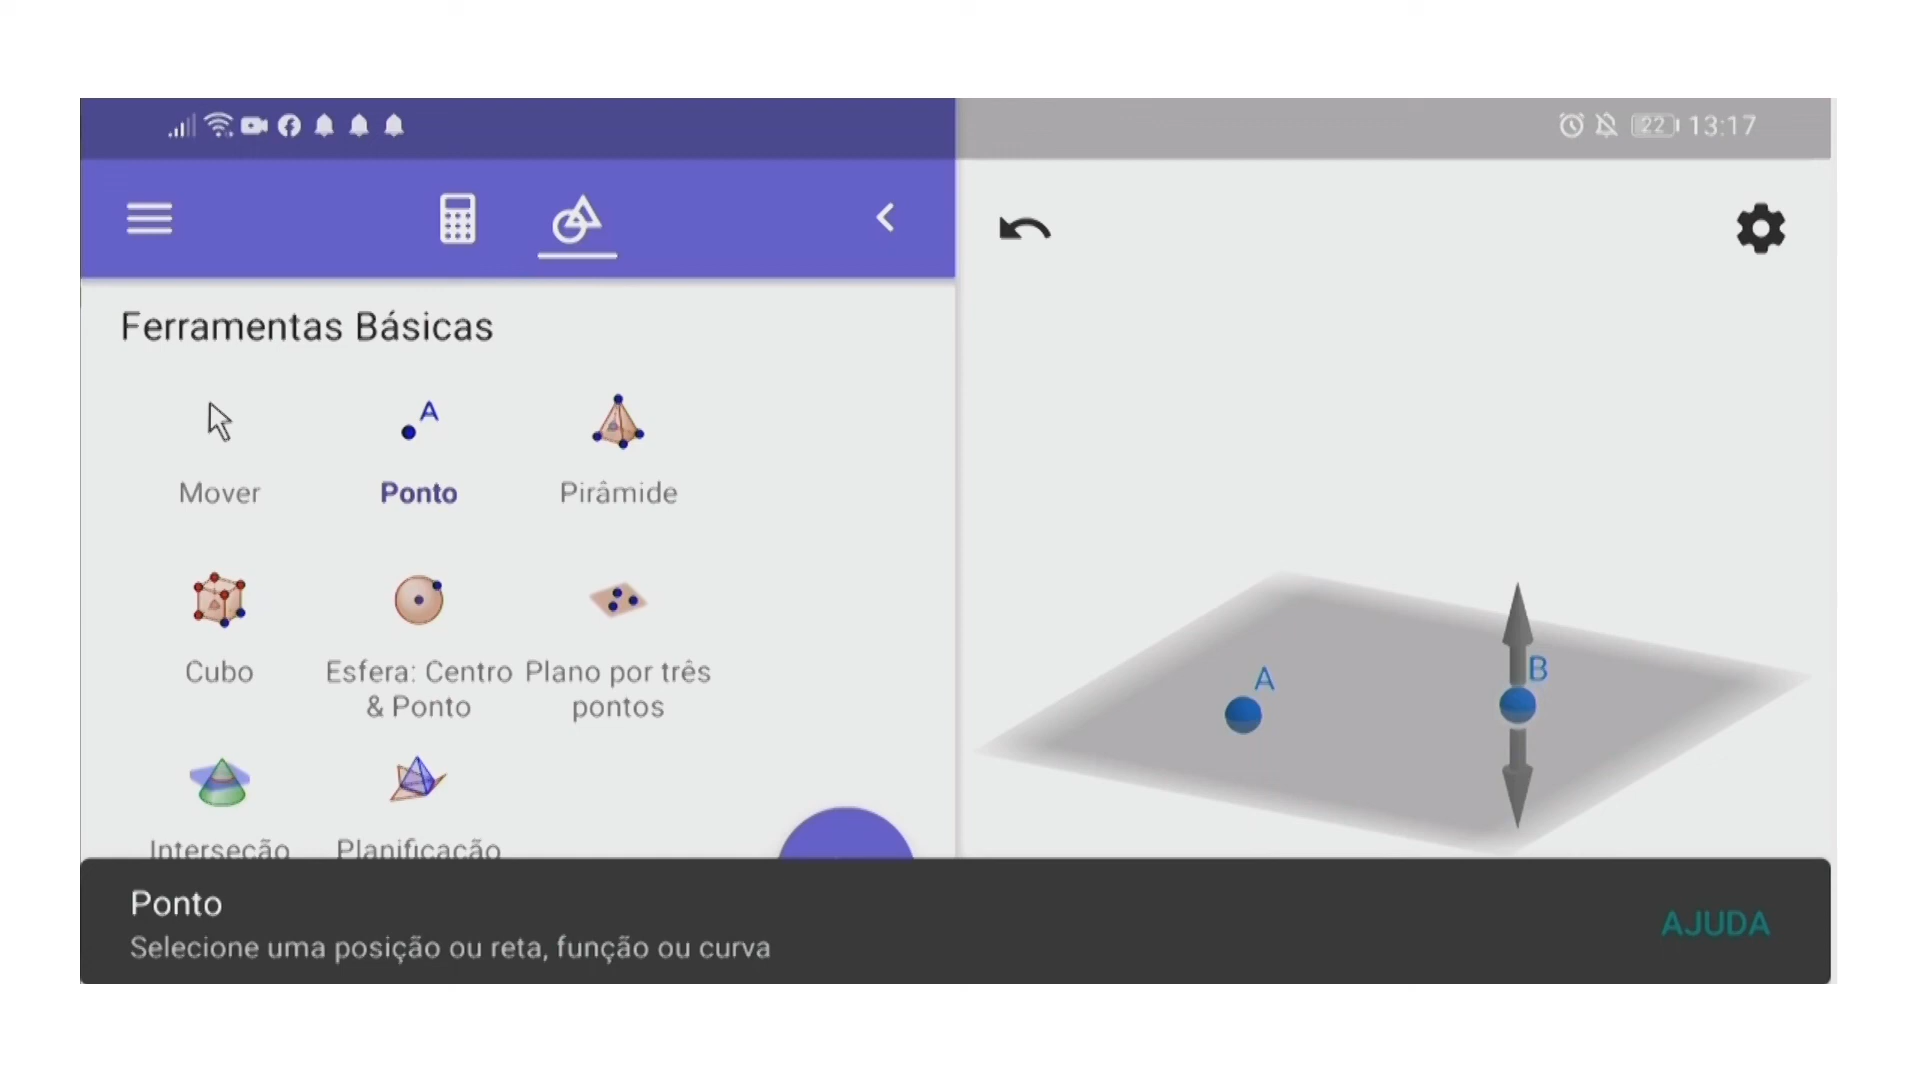 22 13:17
Ferramentas Básicas
A
Mover
Ponto
Pirâmide
Cubo
Esfera: Centro
& Ponto
Plano por três
pontos
Interseção
Planificação
A
B
Ponto
Selecione uma posição ou reta, função ou curva
AJUDA